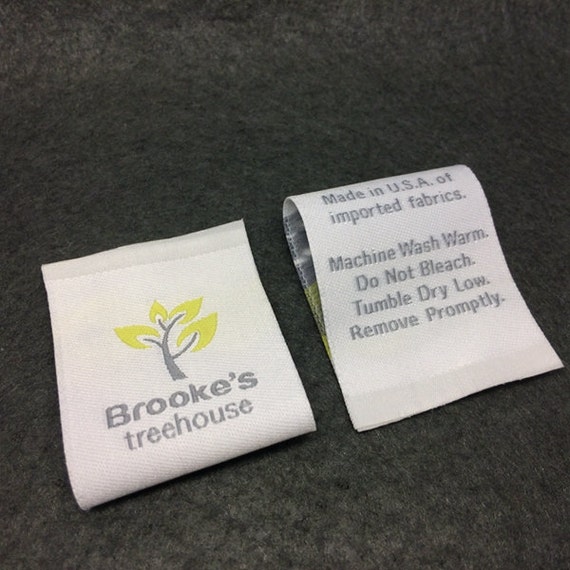 Brooke's
treehouse
Made in U.S.A. of
imported fabrics.
Machine Wash Warm.
Do Not Bleach.
Tumble Dry Low.
Remove Promptly.